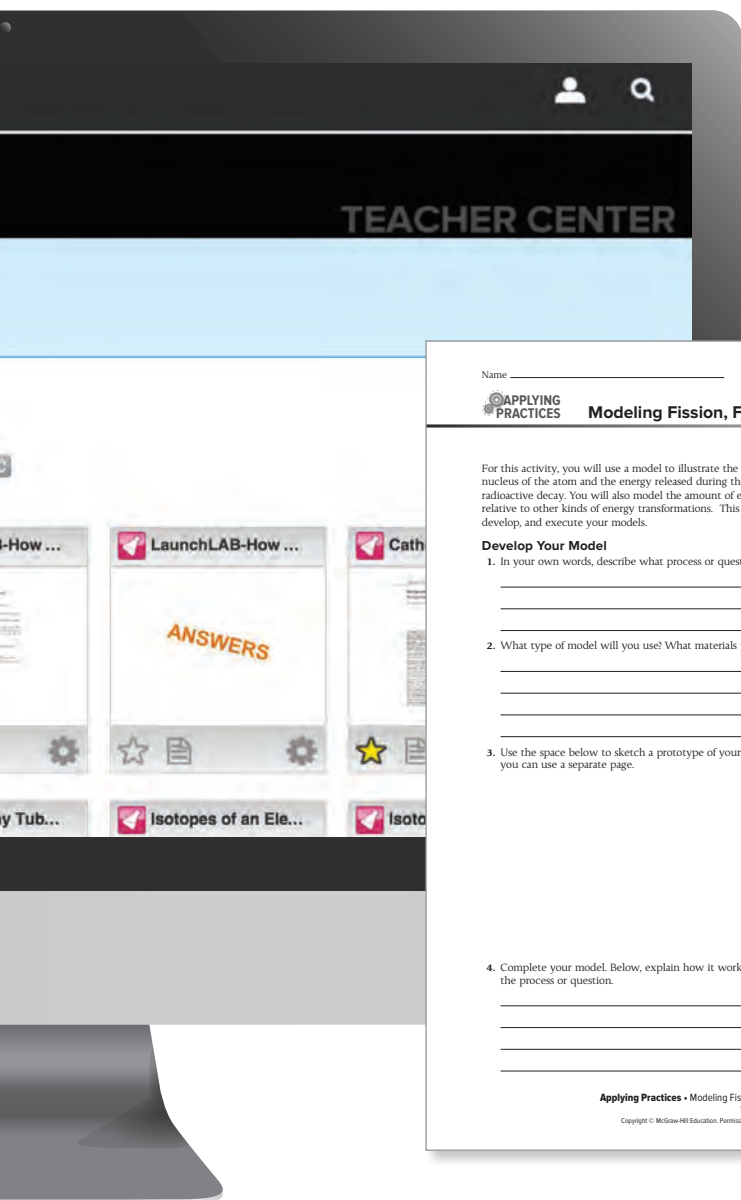 TEACHER CENTER
-How ...
LaunchLAB-How ...
Cath
ANSWERS
y Tub...
Isotopes of an Ele...
Isoto
Name
APPLYING
PRACTICES
Modeling Fission, F
For this activity, you will use a model to illustrate the
nucleus of the atom and the energy released during th
radioactive decay. You will also model the amount of e
relative to other kinds of energy transformations. This
develop, and execute your models.
Develop Your Model
1. In your own words, describe what process or quest
2. What type of model will you use? What materials
3. Use the space below to sketch a prototype of your
you can use a separate page.
4. Complete your model. Below, explain how it work
the process or question.
Applying Practices • Modeling Fis
Copyright © McGraw-Hill Education. Permiss